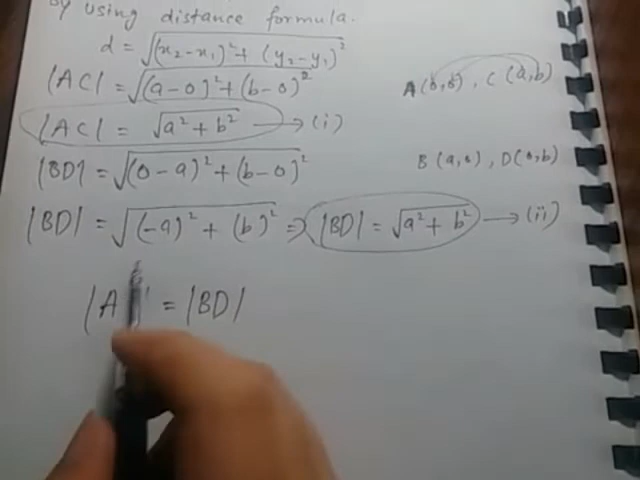 by using distance formula.
d = √(x₂-x₁)²+ (y₂-y₁)²
|AC| = √(a-0)²+(b-0)²
A(0,0), C(a,b)
|AC| = √a²+b² → (i)
|BD| = √(0-a)²+(b-0)²
B(a,0), D(0,b)
|BD| = √(-a)² + (b)² ⇒ |BD| = √a²+b² → (ii)
|A = |BD|